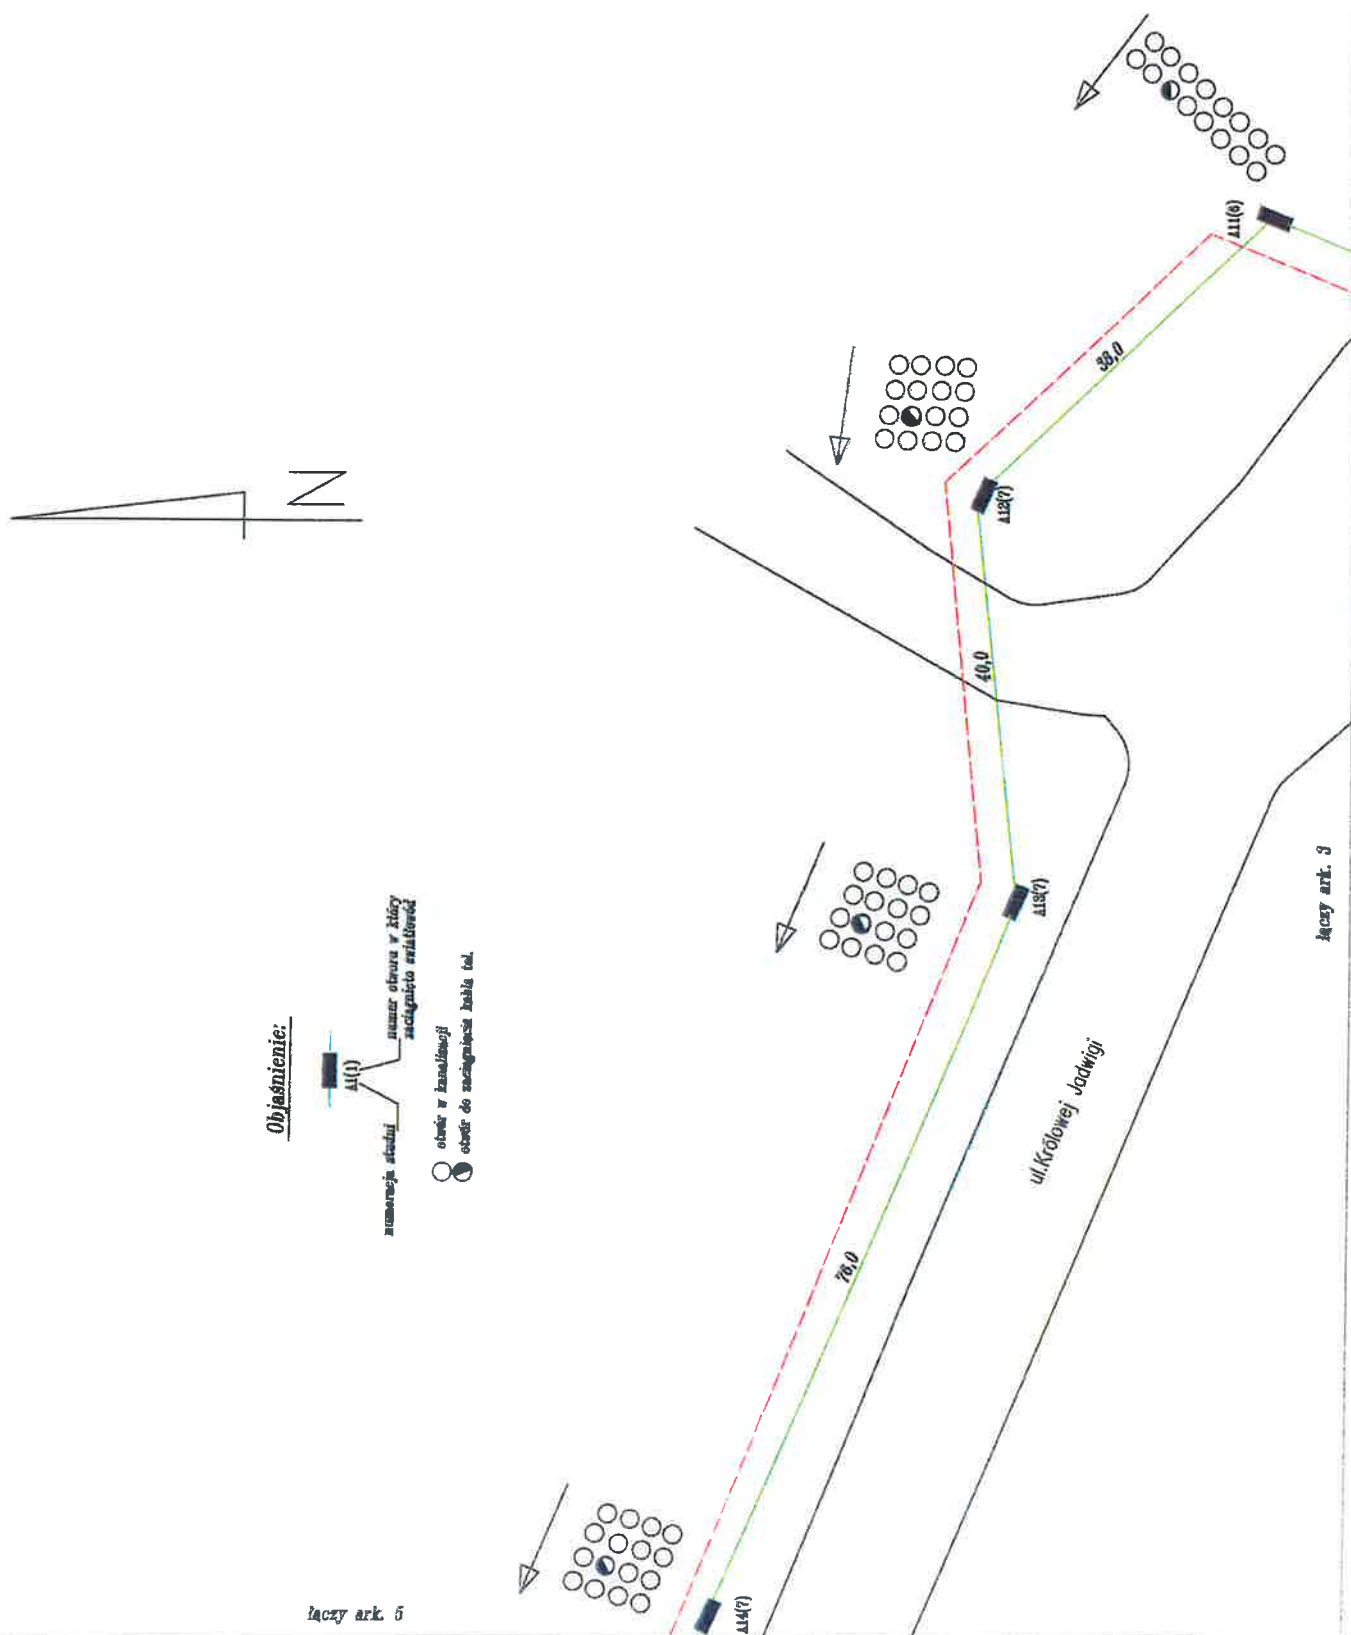 N
Objaśnienie:
A1(1)
numeracja studni
numer otworu w który
zaciągnięto światłowód
otwór w kanalizacji
otwór do zaciągnięcia kabla tel.
A11(6)
38,0
A12(7)
40,0
A13(7)
76,0
A14(7)
ul.Królowej Jadwigi
łączy ark. 3
łączy ark. 5